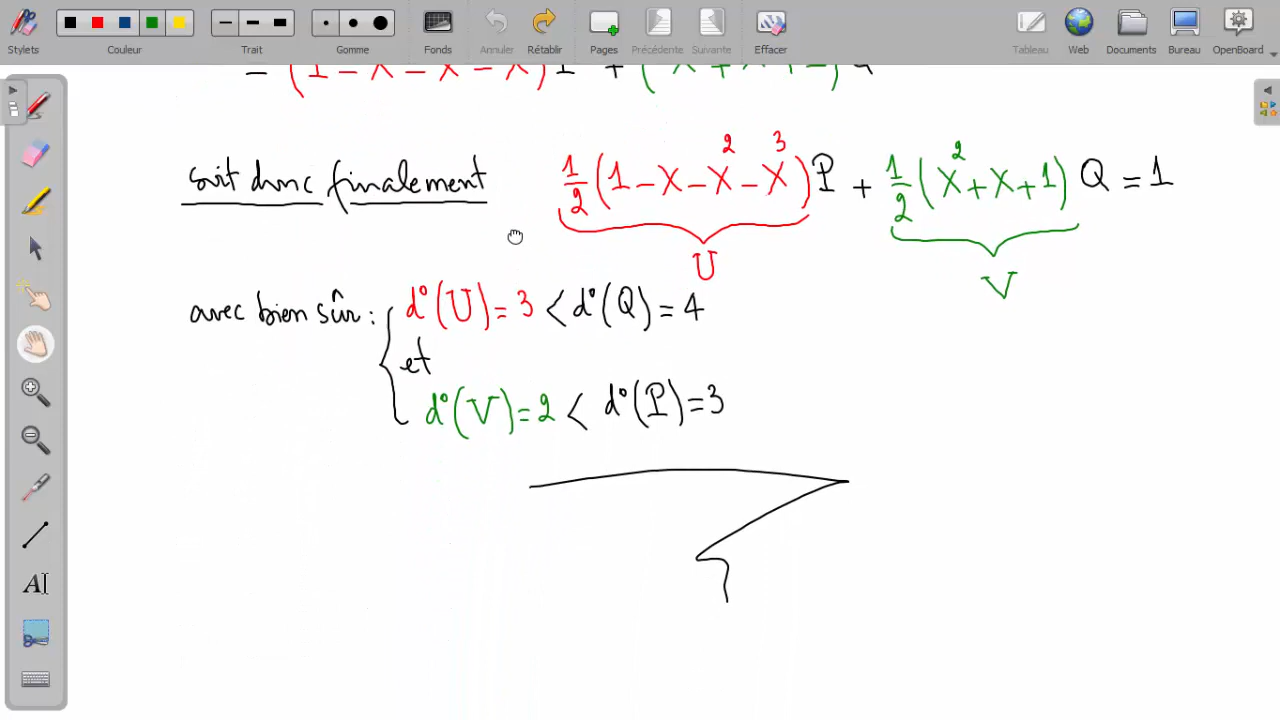 Stylets Couleur Trait Gomme Fonds Annuler Rétablir Pages Précédente Suivante Effacer Tableau Web Documents Bureau OpenBoard
= (1 - X - X - X)
soit donc finalement 1/2 (1 - X - X² - X³) P + 1/2 (X² + X + 1) Q = 1
U V
avec bien sûr : { d°(U) = 3 < d°(Q) = 4
et
d°(V) = 2 < d°(P) = 3